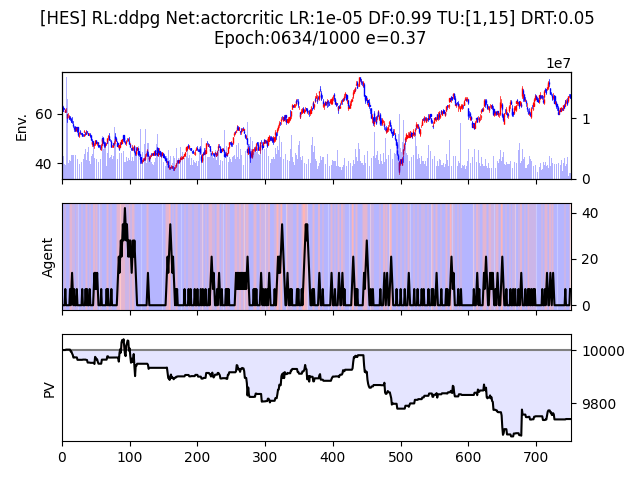 [HES] RL:ddpg Net:actorcritic LR:1e-05 DF:0.99 TU:[1,15] DRT:0.05
Epoch:0634/1000 e=0.37
1e7
Env.
60
40
1
0
Agent
40
20
0
PV
10000
9800
0 100 200 300 400 500 600 700